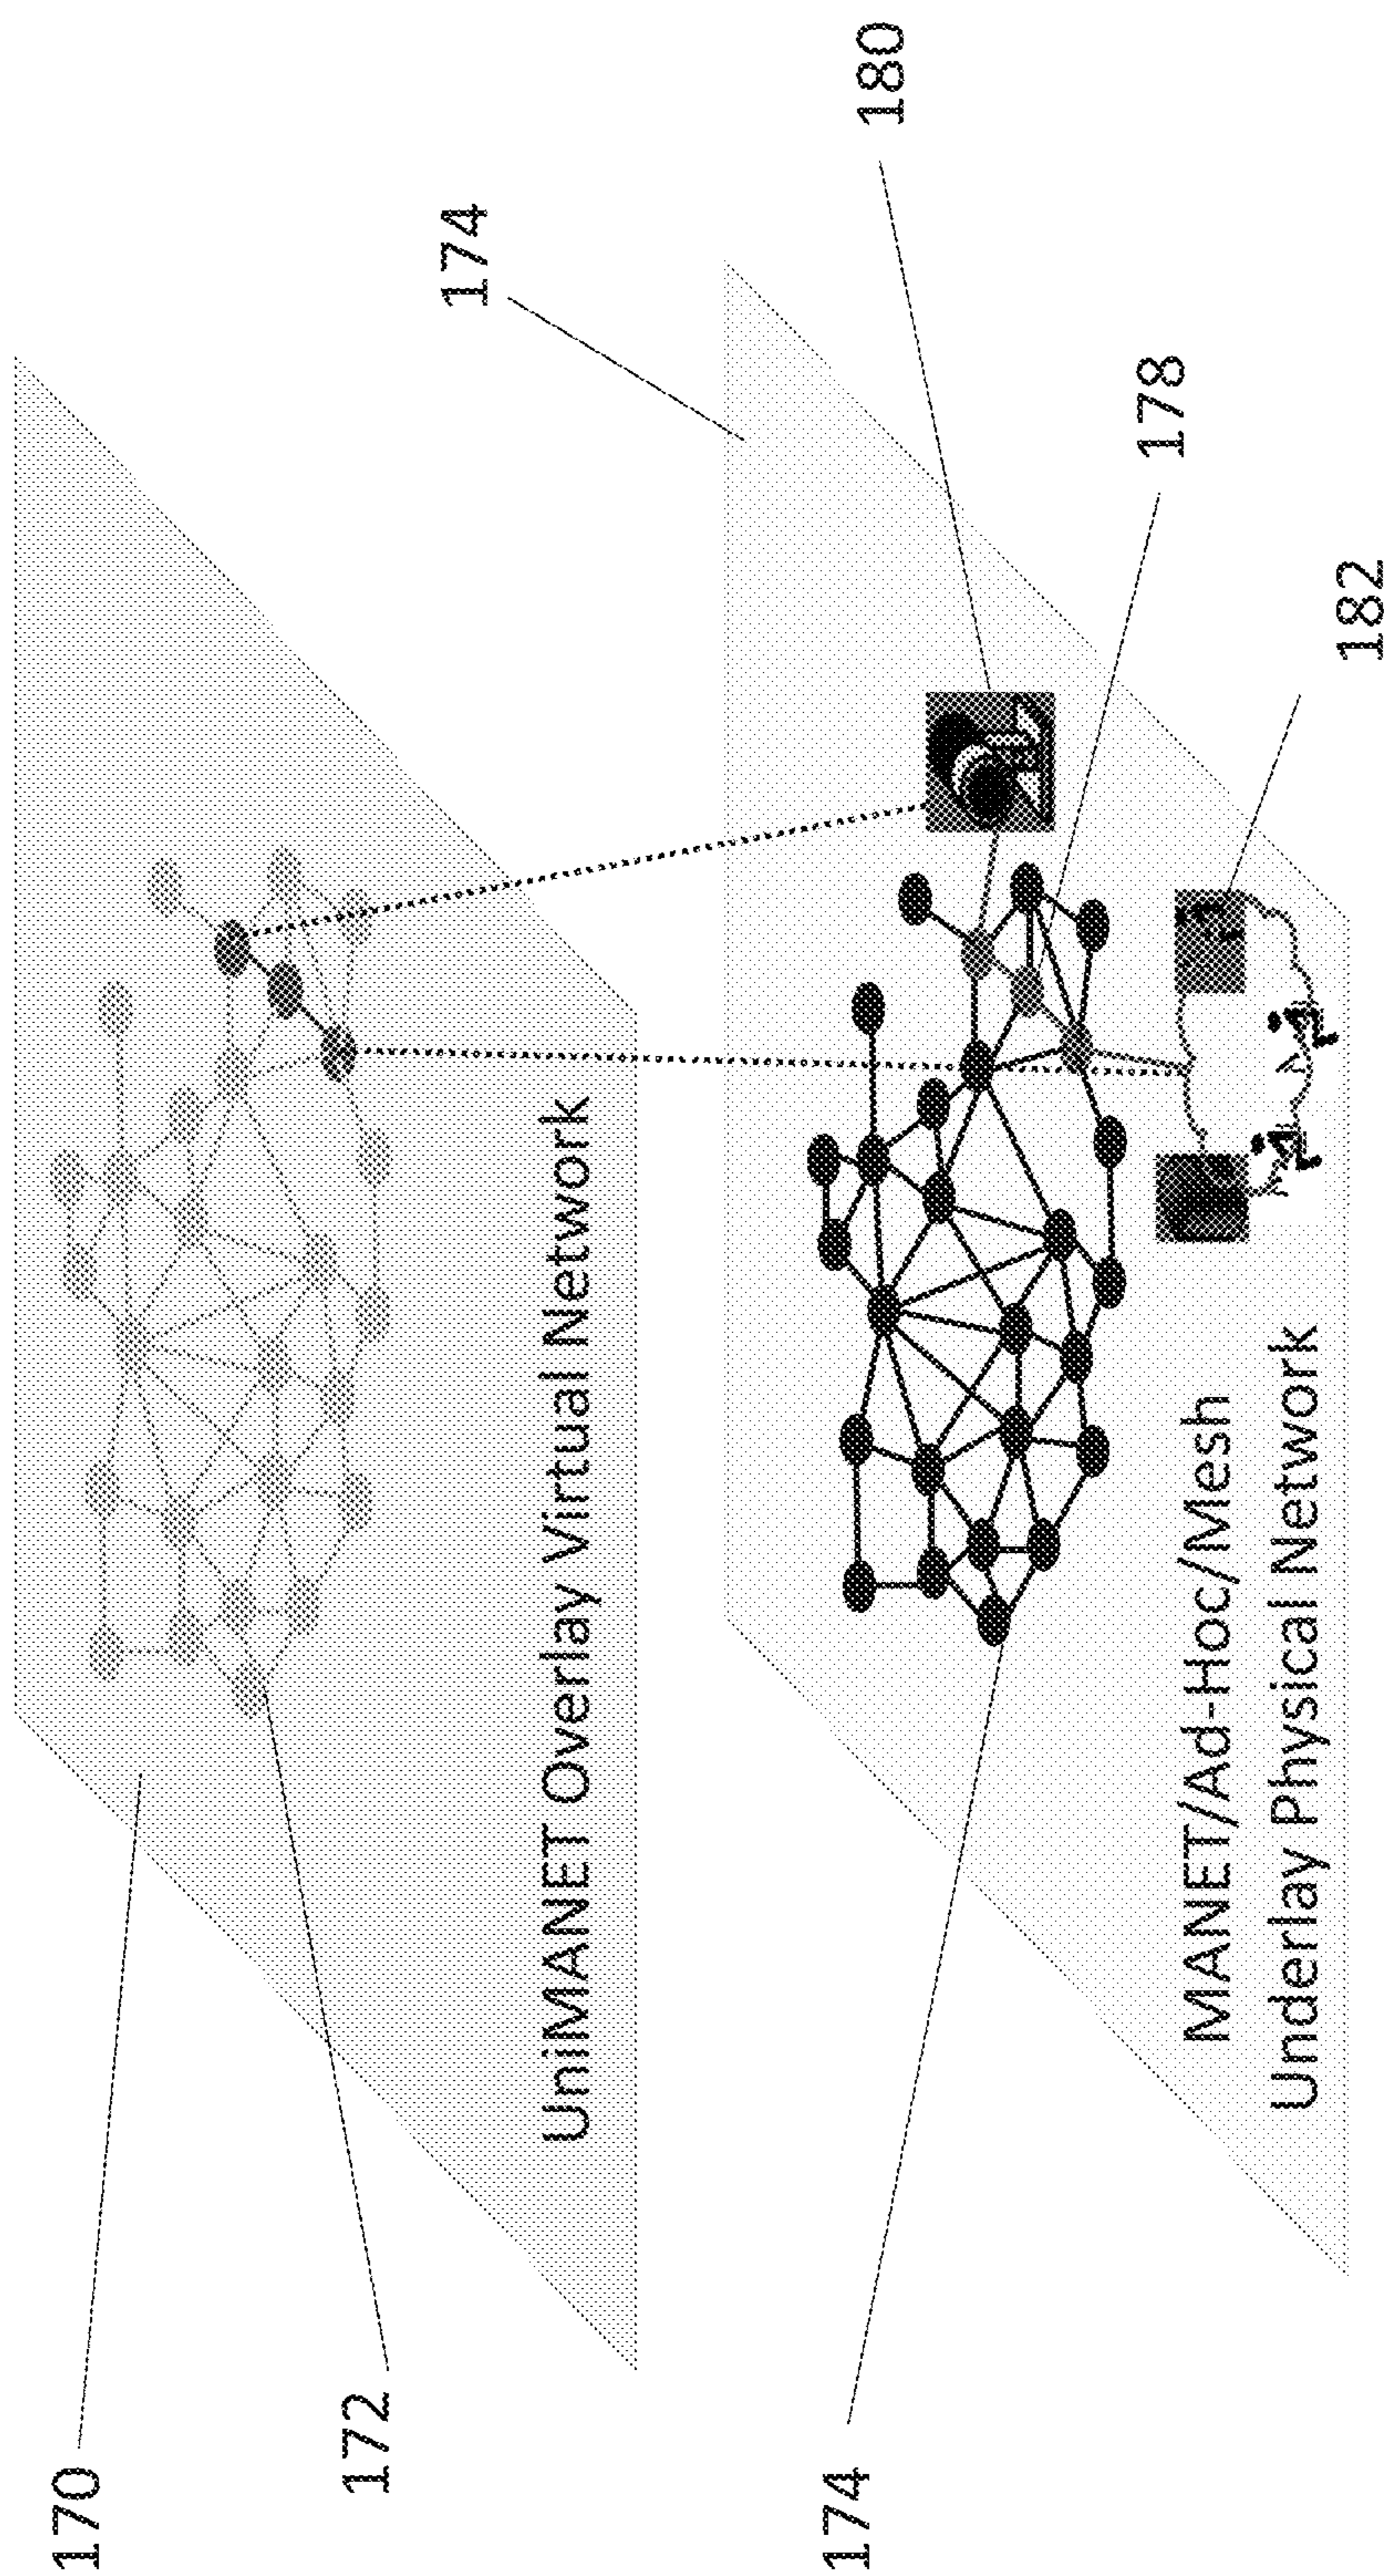 170
172
UniMANET Overlay Virtual Network
174
174
MANET/Ad-Hoc/Mesh
Underlay Physical Network
180
178
182